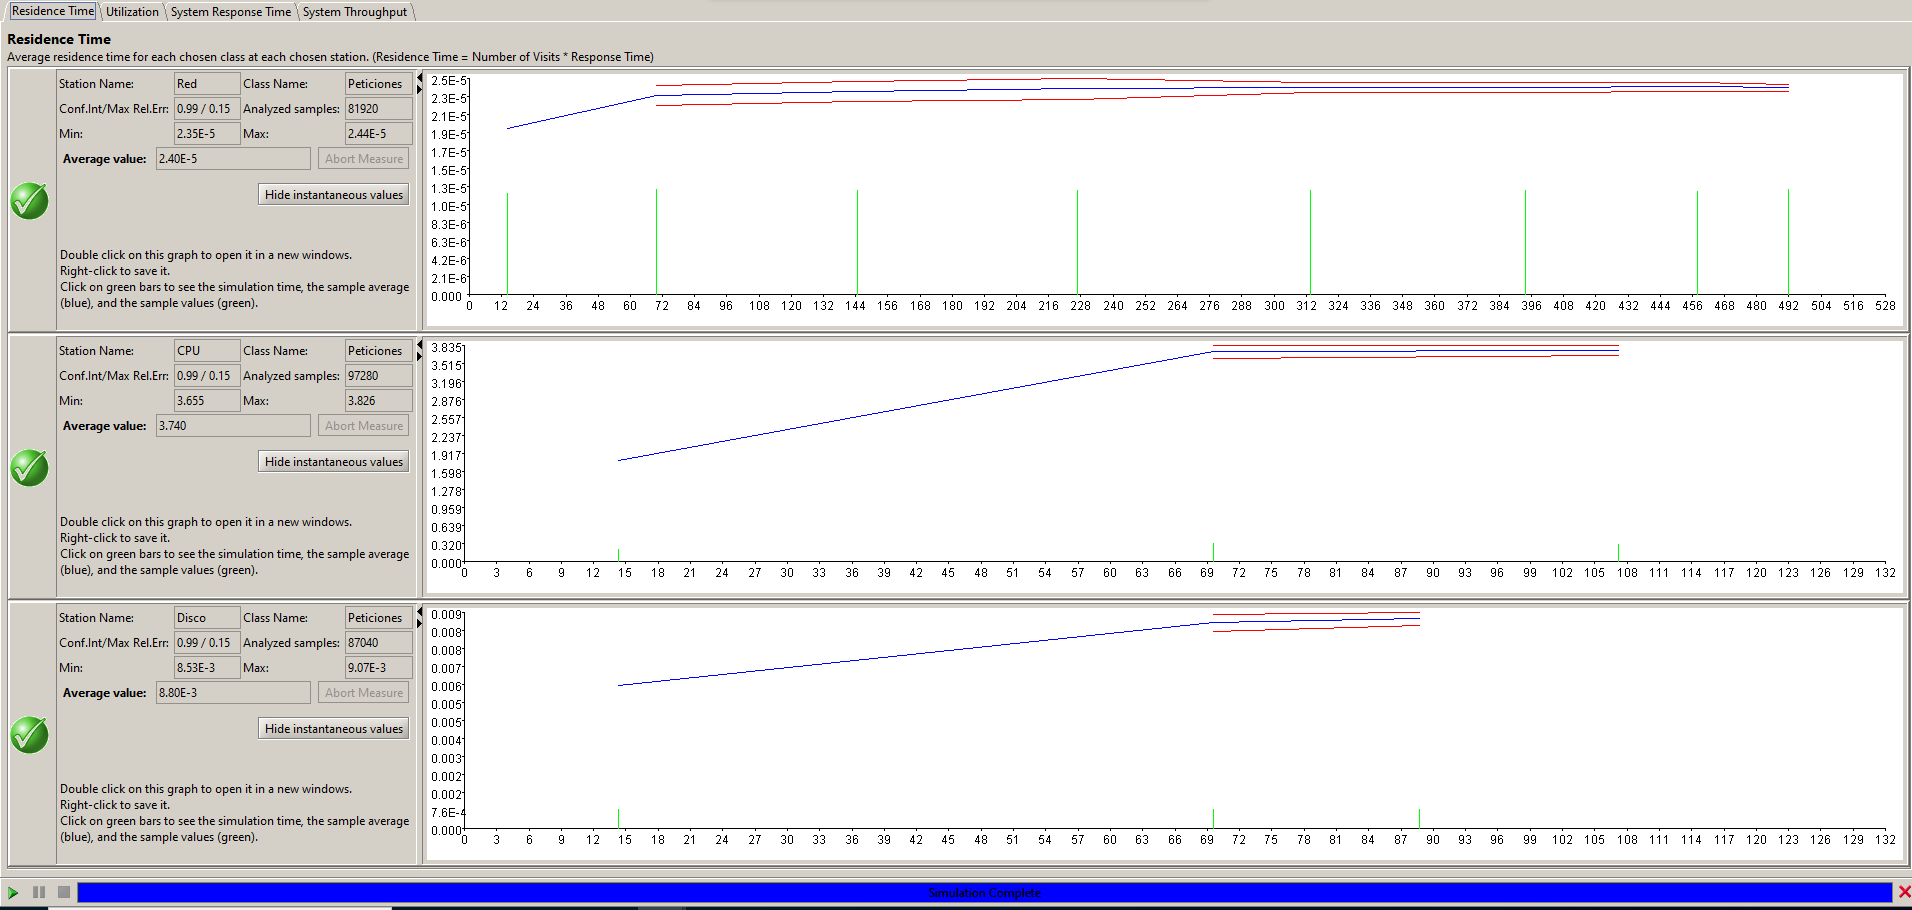 Residence Time Utilization System Response Time System Throughput
Residence Time
Average residence time for each chosen class at each chosen station. (Residence Time = Number of Visits * Response Time)
Station Name: Red Class Name: Peticiones
Conf.Int/Max Rel.Err: 0.99 / 0.15 Analyzed samples: 81920
Min: 2.35E-5 Max: 2.44E-5
Average value: 2.40E-5 Abort Measure
Hide instantaneous values
Double click on this graph to open it in a new windows.
Right-click to save it.
Click on green bars to see the simulation time, the sample average
(blue), and the sample values (green).
2.5E-5
2.3E-5
2.1E-5
1.9E-5
1.7E-5
1.5E-5
1.3E-5
1.0E-5
8.3E-6
6.3E-6
4.2E-6
2.1E-6
0.000
0 12 24 36 48 60 72 84 96 108 120 132 144 156 168 180 192 204 216 228 240 252 264 276 288 300 312 324 336 348 360 372 384 396 408 420 432 444 456 468 480 492 504 516 528
Station Name: CPU Class Name: Peticiones
Conf.Int/Max Rel.Err: 0.99 / 0.15 Analyzed samples: 97280
Min: 3.655 Max: 3.826
Average value: 3.740 Abort Measure
Hide instantaneous values
Double click on this graph to open it in a new windows.
Right-click to save it.
Click on green bars to see the simulation time, the sample average
(blue), and the sample values (green).
3.835
3.515
3.196
2.876
2.557
2.237
1.917
1.598
1.278
0.959
0.639
0.320
0.000
0 3 6 9 12 15 18 21 24 27 30 33 36 39 42 45 48 51 54 57 60 63 66 69 72 75 78 81 84 87 90 93 96 99 102 105 108 111 114 117 120 123 126 129 132
Station Name: Disco Class Name: Peticiones
Conf.Int/Max Rel.Err: 0.99 / 0.15 Analyzed samples: 87040
Min: 8.53E-3 Max: 9.07E-3
Average value: 8.80E-3 Abort Measure
Hide instantaneous values
Double click on this graph to open it in a new windows.
Right-click to save it.
Click on green bars to see the simulation time, the sample average
(blue), and the sample values (green).
0.009
0.008
0.008
0.007
0.006
0.005
0.005
0.004
0.003
0.002
0.002
7.6E-4
0.000
0 3 6 9 12 15 18 21 24 27 30 33 36 39 42 45 48 51 54 57 60 63 66 69 72 75 78 81 84 87 90 93 96 99 102 105 108 111 114 117 120 123 126 129 132
Simulation Complete